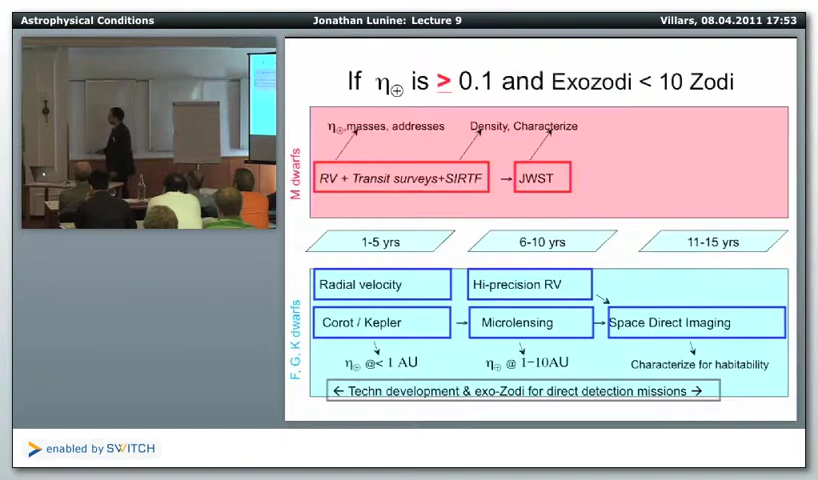 Astrophysical Conditions
Jonathan Lunine: Lecture 9
Villars, 08.04.2011 17:53
If η⊕ is > 0.1 and Exozodi < 10 Zodi
M dwarfs
η⊕,masses, addresses
Density, Characterize
RV + Transit surveys+SIRTF → JWST
1-5 yrs
6-10 yrs
11-15 yrs
F, G, K dwarfs
Radial velocity
Hi-precision RV
Corot / Kepler → Microlensing → Space Direct Imaging
η⊕ @< 1 AU
η⊕ @ 1-10AU
Characterize for habitability
← Techn development & exo-Zodi for direct detection missions →
enabled by SWITCH